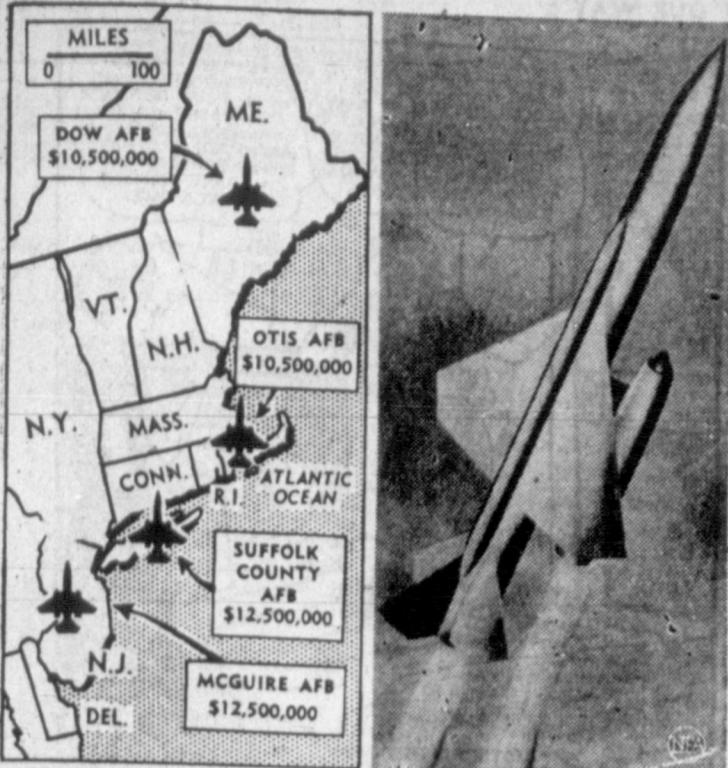 MILES
0 100
ME.
DOW AFB
$10,500,000
VT.
N.H.
OTIS AFB
$10,500,000
N.Y.
MASS.
CONN.
R.I.
ATLANTIC
OCEAN
SUFFOLK
COUNTY
AFB
$12,500,000
N.J.
MCGUIRE AFB
$12,500,000
DEL.